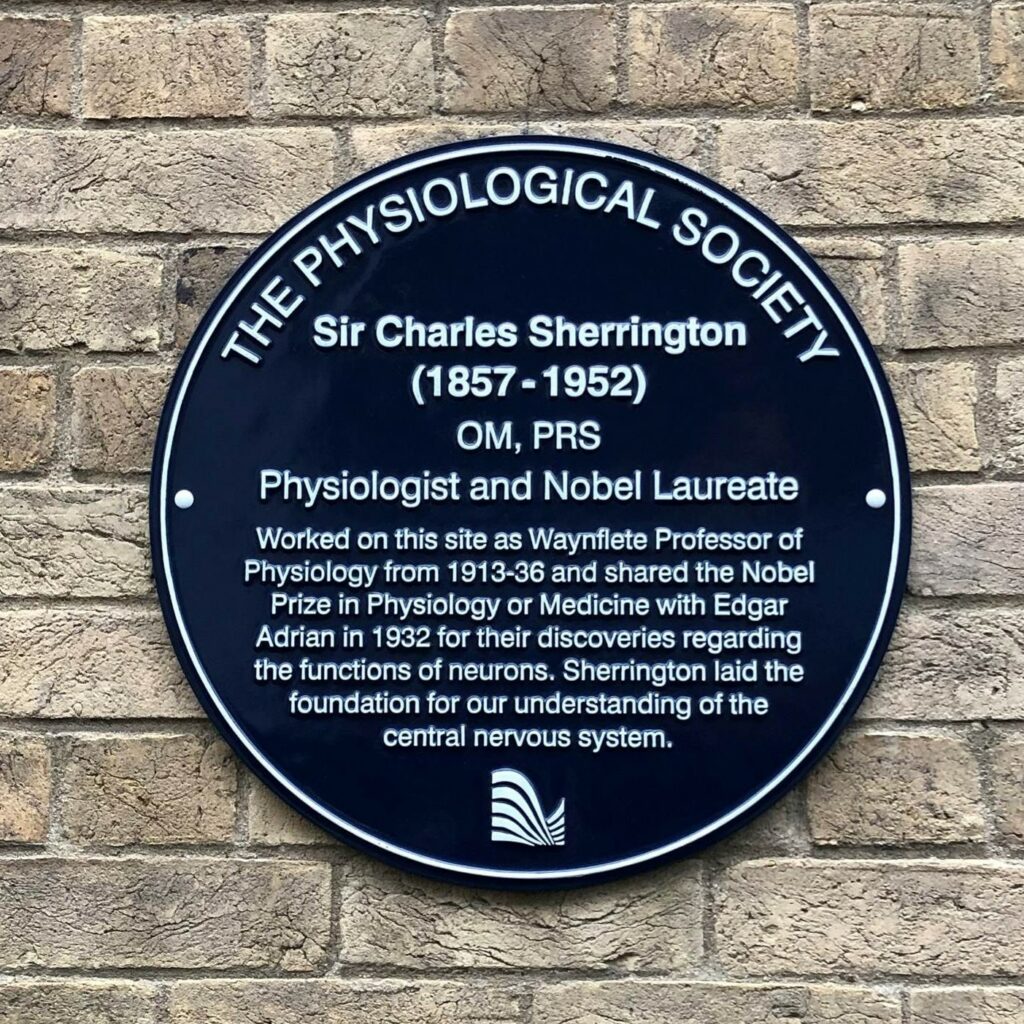 THE PHYSIOLOGICAL SOCIETY
Sir Charles Sherrington
(1857-1952)
OM, PRS
Physiologist and Nobel Laureate
Worked on this site as Waynflete Professor of
Physiology from 1913-36 and shared the Nobel
Prize in Physiology or Medicine with Edgar
Adrian in 1932 for their discoveries regarding
the functions of neurons. Sherrington laid the
foundation for our understanding of the
central nervous system.